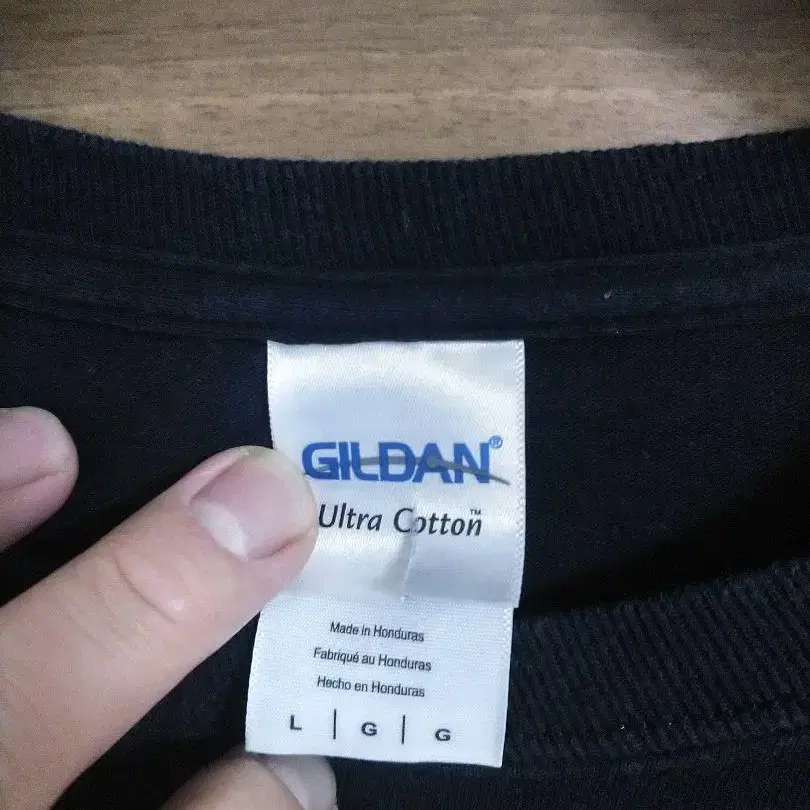 GILDAN®
Ultra Cotton™
Made in Honduras
Fabriqué au Honduras
Hecho en Honduras
L | G | G